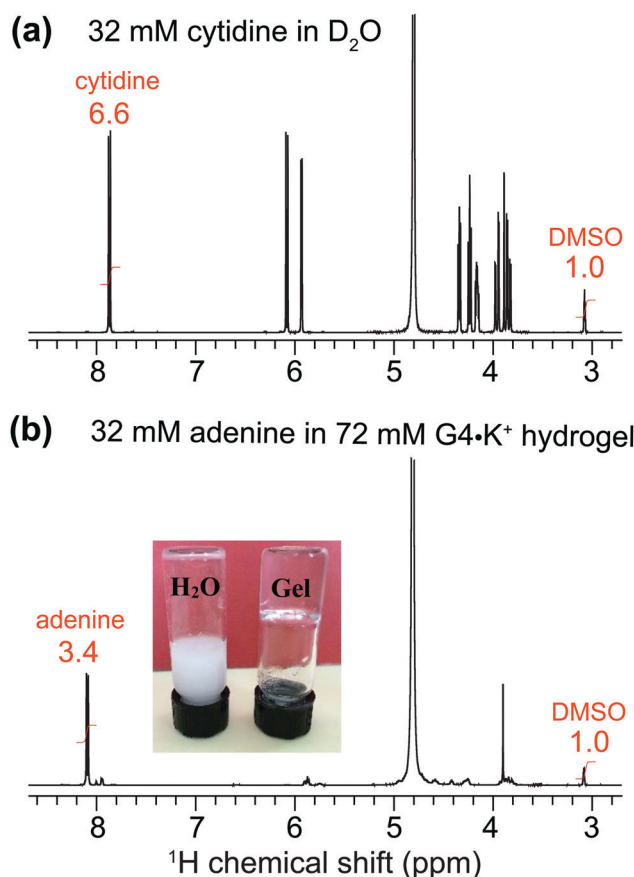 (a) 32 mM cytidine in D₂O
cytidine
6.6
DMSO
1.0
8 7 6 5 4 3
(b) 32 mM adenine in 72 mM G4•K⁺ hydrogel
H₂O Gel
adenine
3.4
DMSO
1.0
8 7 6 5 4 3
¹H chemical shift (ppm)